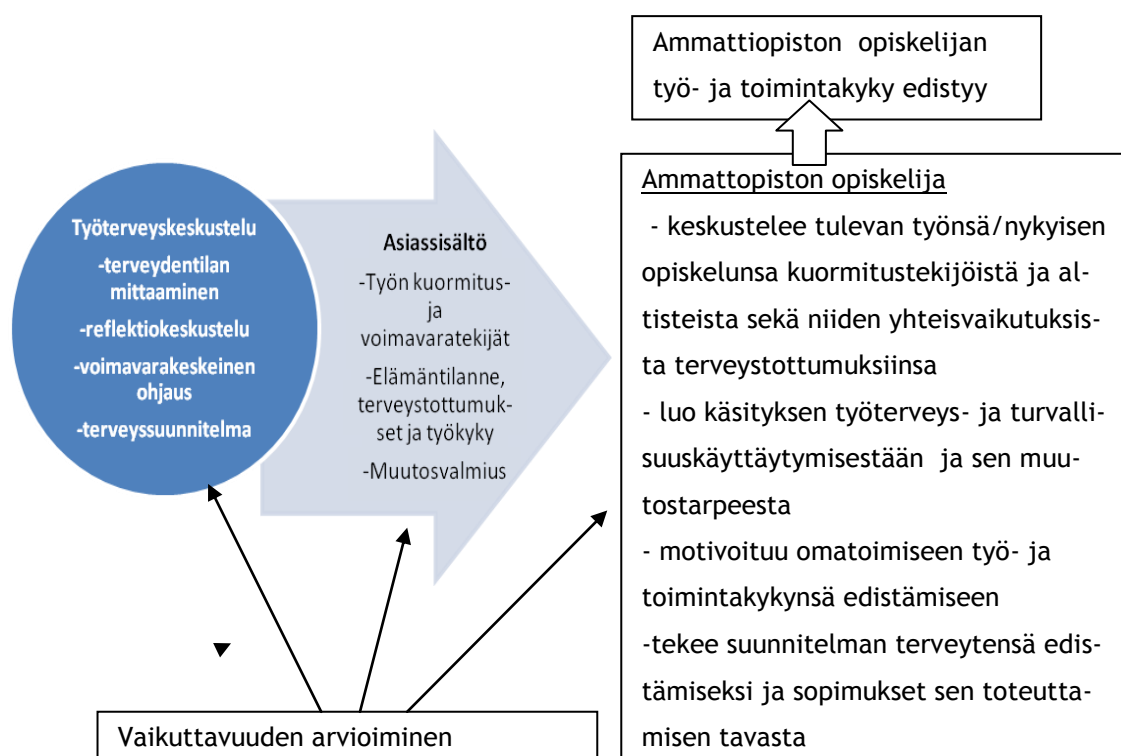 Ammattiopiston opiskelijan
työ- ja toimintakyky edistyy
Työterveyskeskustelu
-terveydentilan
mittaaminen
-reflektiokeskustelu
-voimavarakeskeinen
ohjaus
-terveyssuunnitelma
Asiassisältö
-Työn kuormitus-
ja
voimavaratekijät
-Elämäntilanne,
terveystottumuk-
set ja työkyky
-Muutosvalmius
Ammattopiston opiskelija
- keskustelee tulevan työnsä/nykyisen
opiskelunsa kuormitustekijöistä ja al-
tisteista sekä niiden yhteisvaikutuksis-
ta terveystottumuksiinsa
- luo käsityksen työterveys- ja turvalli-
suuskäyttäytymisestään ja sen muu-
tostarpeesta
- motivoituu omatoimiseen työ- ja
toimintakykynsä edistämiseen
-tekee suunnitelman terveytensä edis-
tämiseksi ja sopimukset sen toteutta-
misen tavasta
Vaikuttavuuden arvioiminen